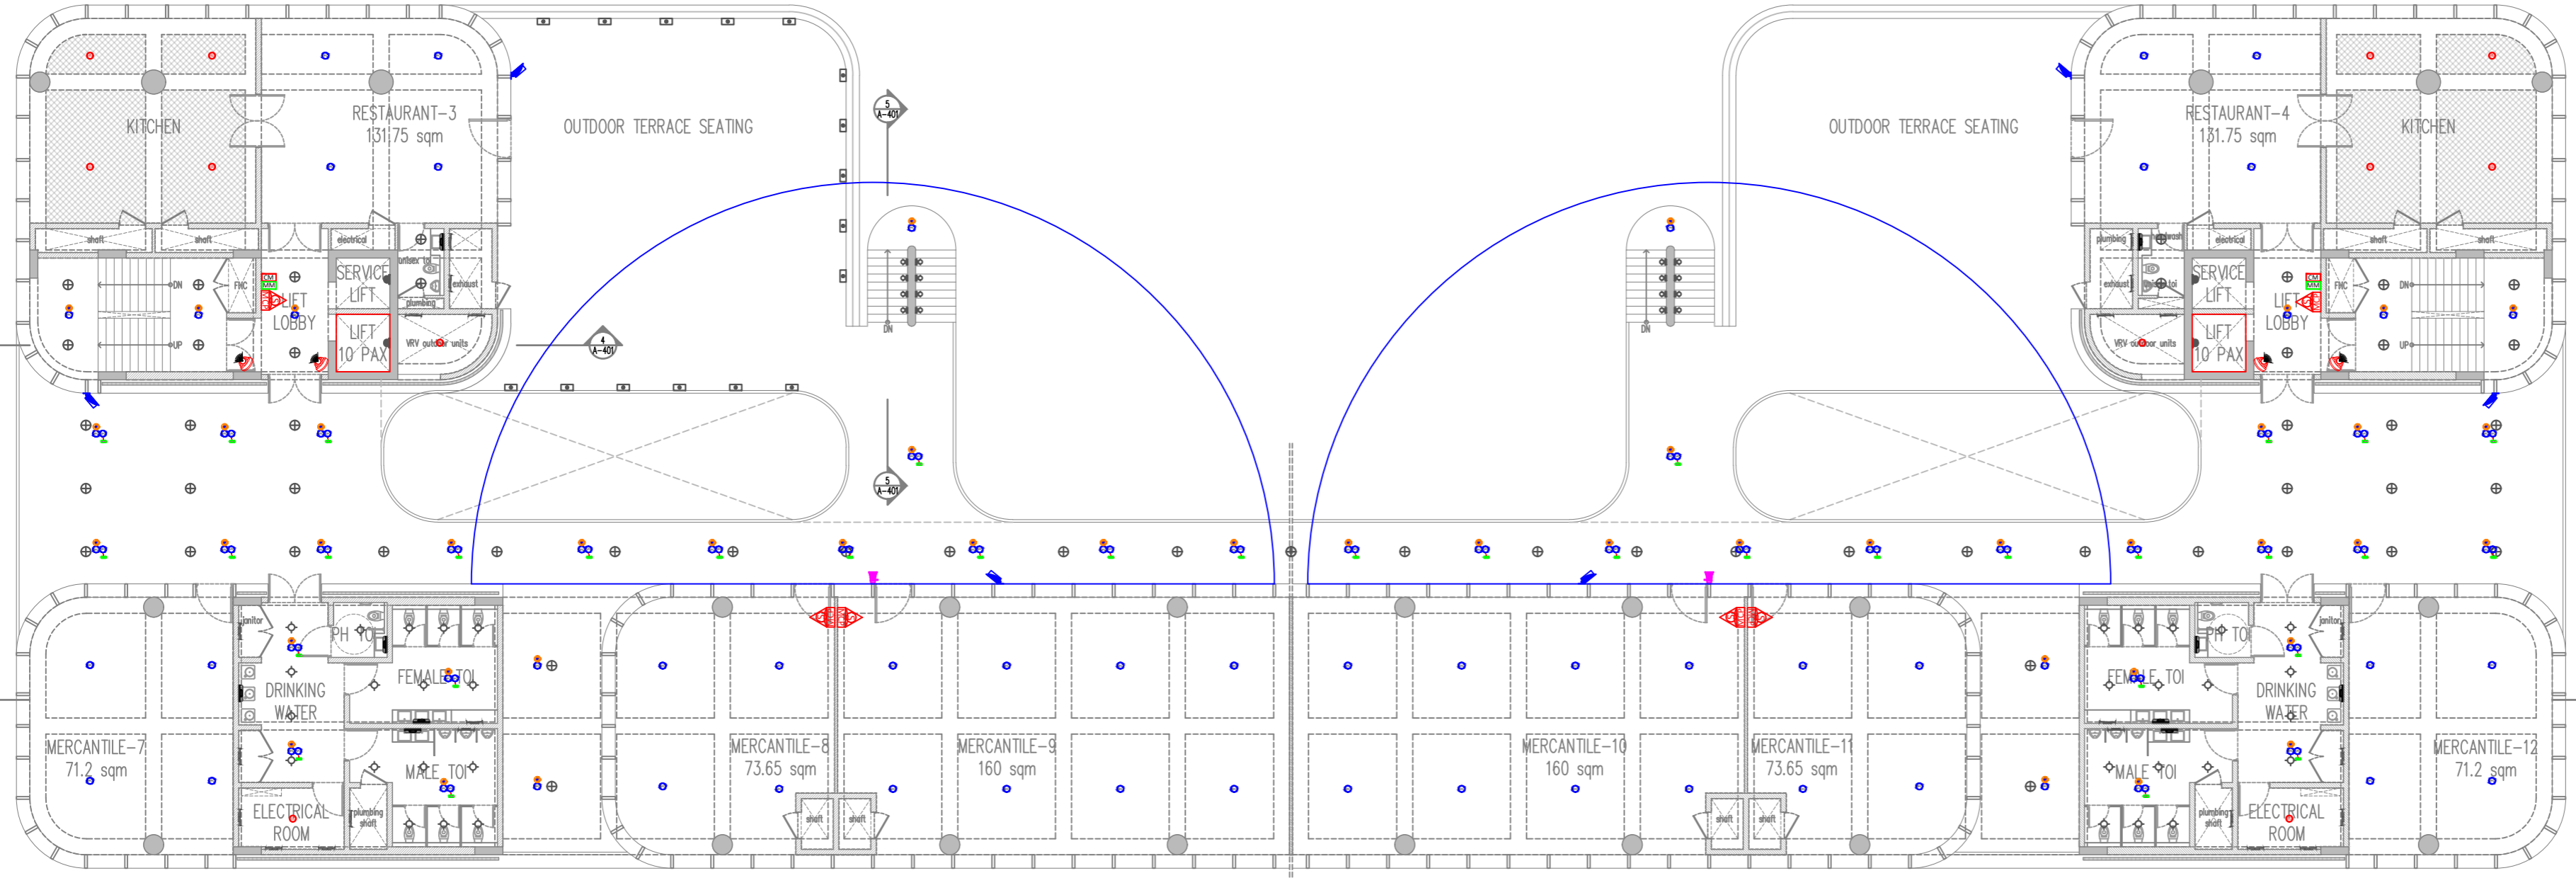 KITCHEN
RESTAURANT-3
131.75 sqm
OUTDOOR TERRACE SEATING
5
A-401
OUTDOOR TERRACE SEATING
RESTAURANT-4
131.75 sqm
KITCHEN
shaft
shaft
electrical
unisex toi
plumbing
exhaust
SERVICE
LIFT
FHC
DN
UP
CM
MM
LIFT
LOBBY
LIFT
10 PAX
VRV outdoor units
4
A-401
DN
DN
plumbing
exhaust
electrical
shaft
shaft
SERVICE
LIFT
LIFT
LOBBY
CM
MM
FHC
DN
UP
LIFT
10 PAX
VRV outdoor units
5
A-401
janitor
PH TOI
DRINKING
WATER
FEMALE TOI
MALE TOI
ELECTRICAL
ROOM
plumbing
shaft
MERCANTILE-7
71.2 sqm
MERCANTILE-8
73.65 sqm
MERCANTILE-9
160 sqm
shaft
shaft
MERCANTILE-10
160 sqm
MERCANTILE-11
73.65 sqm
shaft
shaft
PH TOI
janitor
FEMALE TOI
DRINKING
WATER
MALE TOI
plumbing
shaft
ELECTRICAL
ROOM
MERCANTILE-12
71.2 sqm